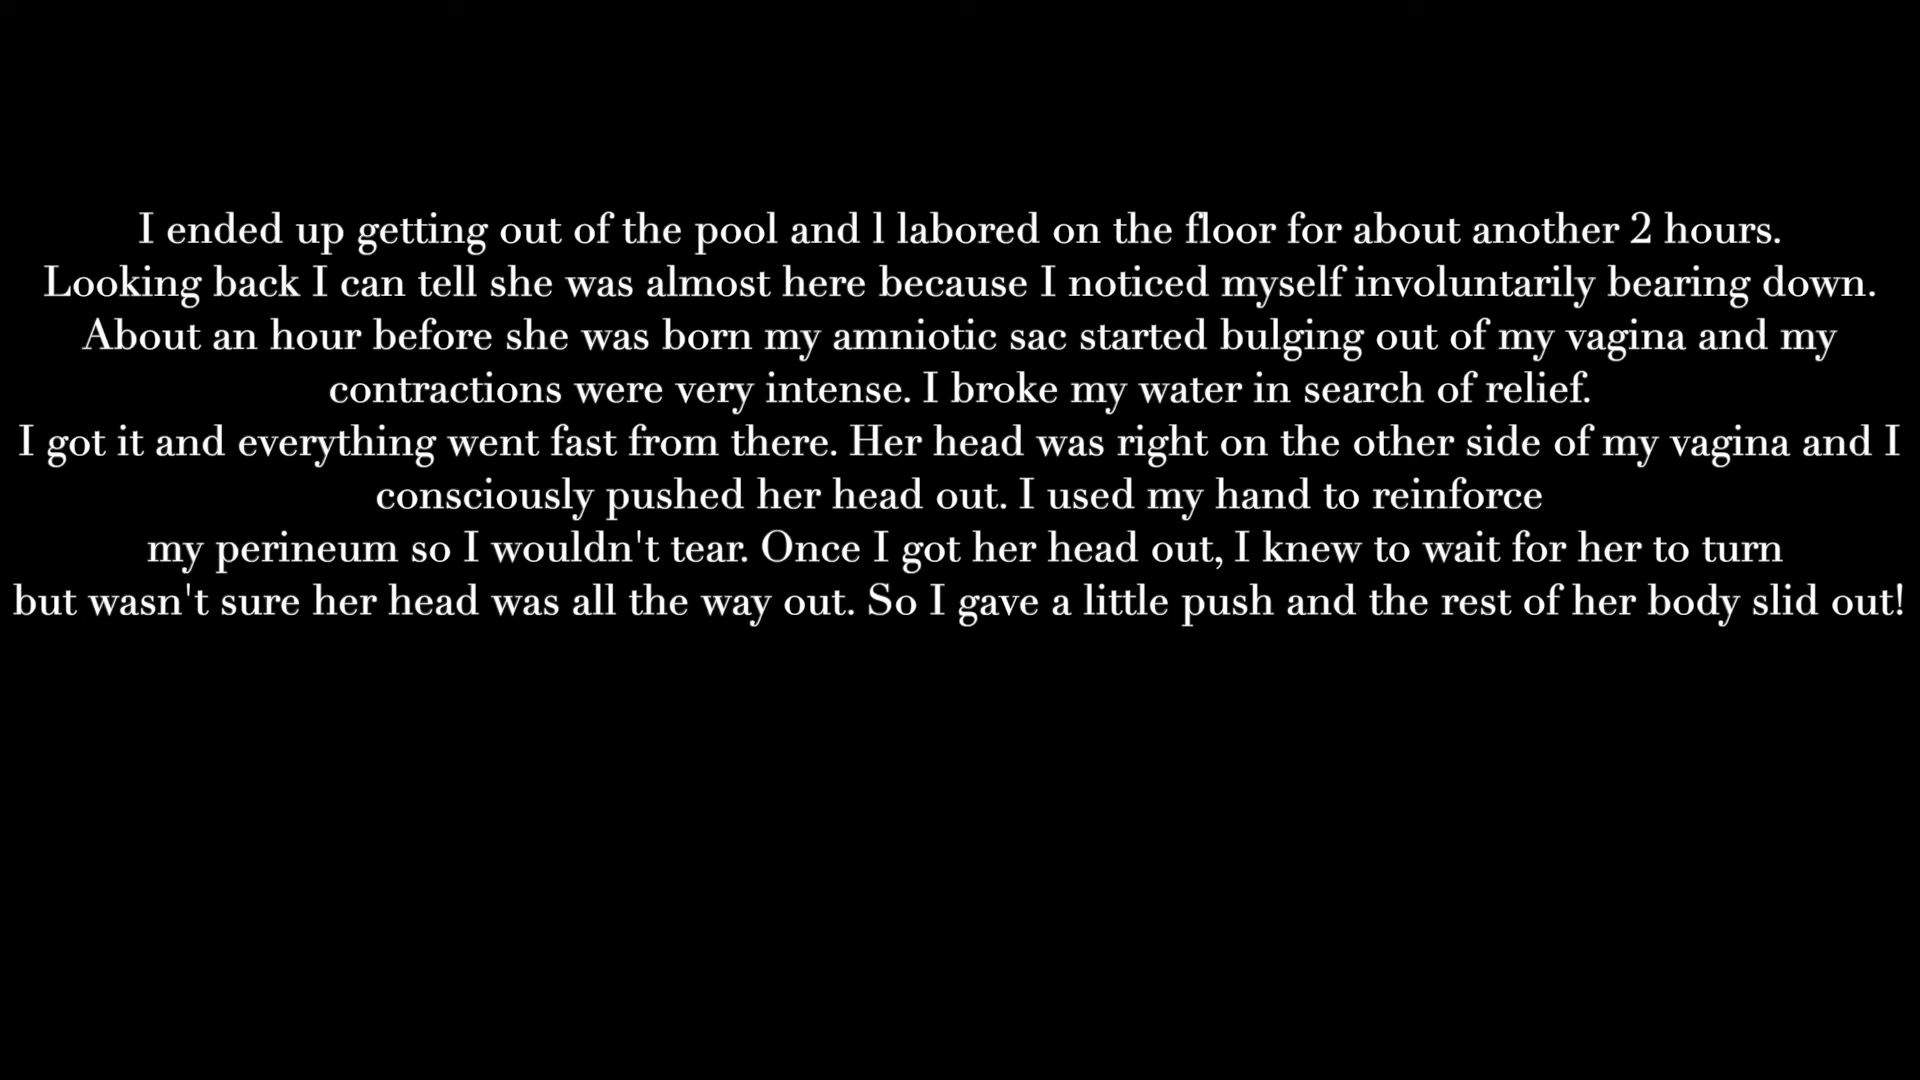 I ended up getting out of the pool and l labored on the floor for about another 2 hours.
Looking back I can tell she was almost here because I noticed myself involuntarily bearing down.
About an hour before she was born my amniotic sac started bulging out of my vagina and my
contractions were very intense. I broke my water in search of relief.
I got it and everything went fast from there. Her head was right on the other side of my vagina and I
consciously pushed her head out. I used my hand to reinforce
my perineum so I wouldn't tear. Once I got her head out, I knew to wait for her to turn
but wasn't sure her head was all the way out. So I gave a little push and the rest of her body slid out!